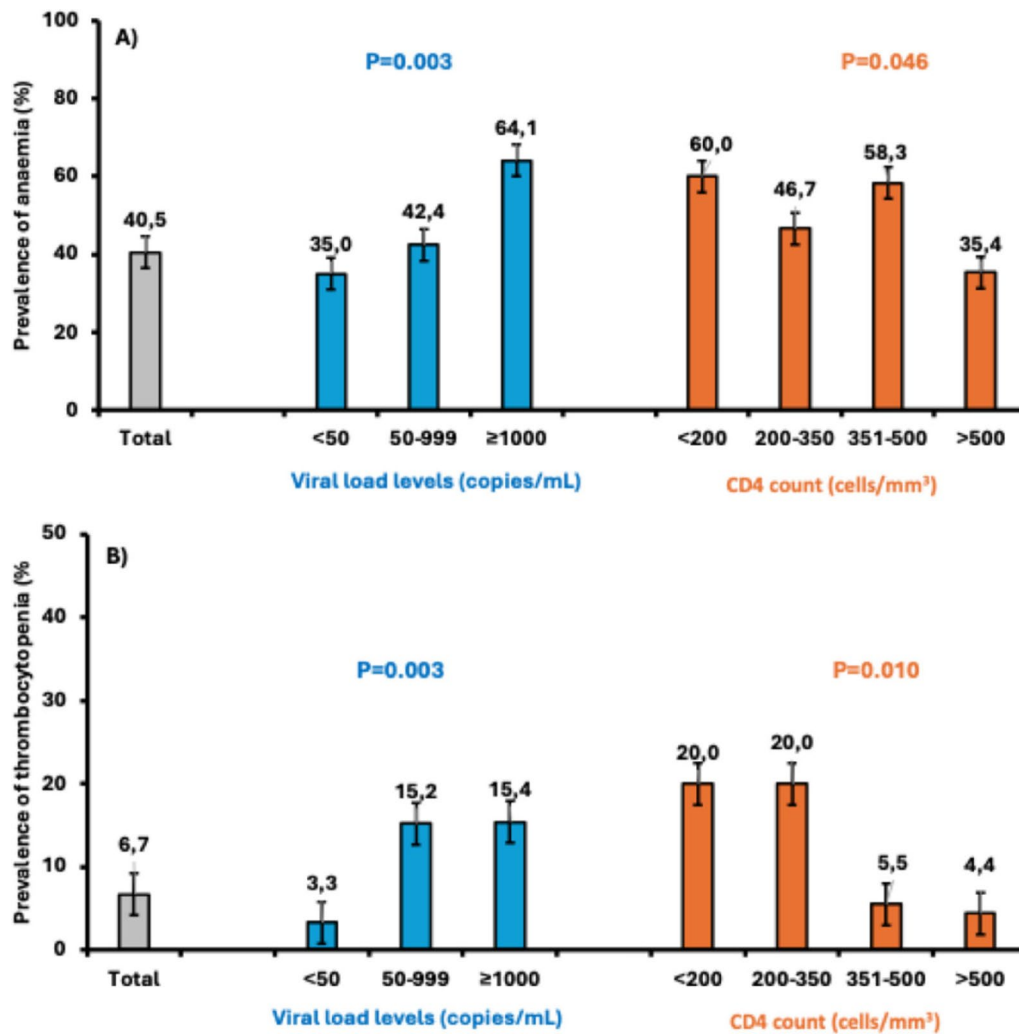 A)
P=0.003 P=0.046
Prevalence of anaemia (%)
100
80
60
40
20
0
40,5 35,0 42,4 64,1 60,0 46,7 58,3 35,4
Total <50 50-999 ≥1000 <200 200-350 351-500 >500
Viral load levels (copies/mL) CD4 count (cells/mm³)
B)
P=0.003 P=0.010
Prevalence of thrombocytopenia (%
50
40
30
20
10
0
6,7 3,3 15,2 15,4 20,0 20,0 5,5 4,4
Total <50 50-999 ≥1000 <200 200-350 351-500 >500
Viral load levels (copies/mL) CD4 count (cells/mm³)